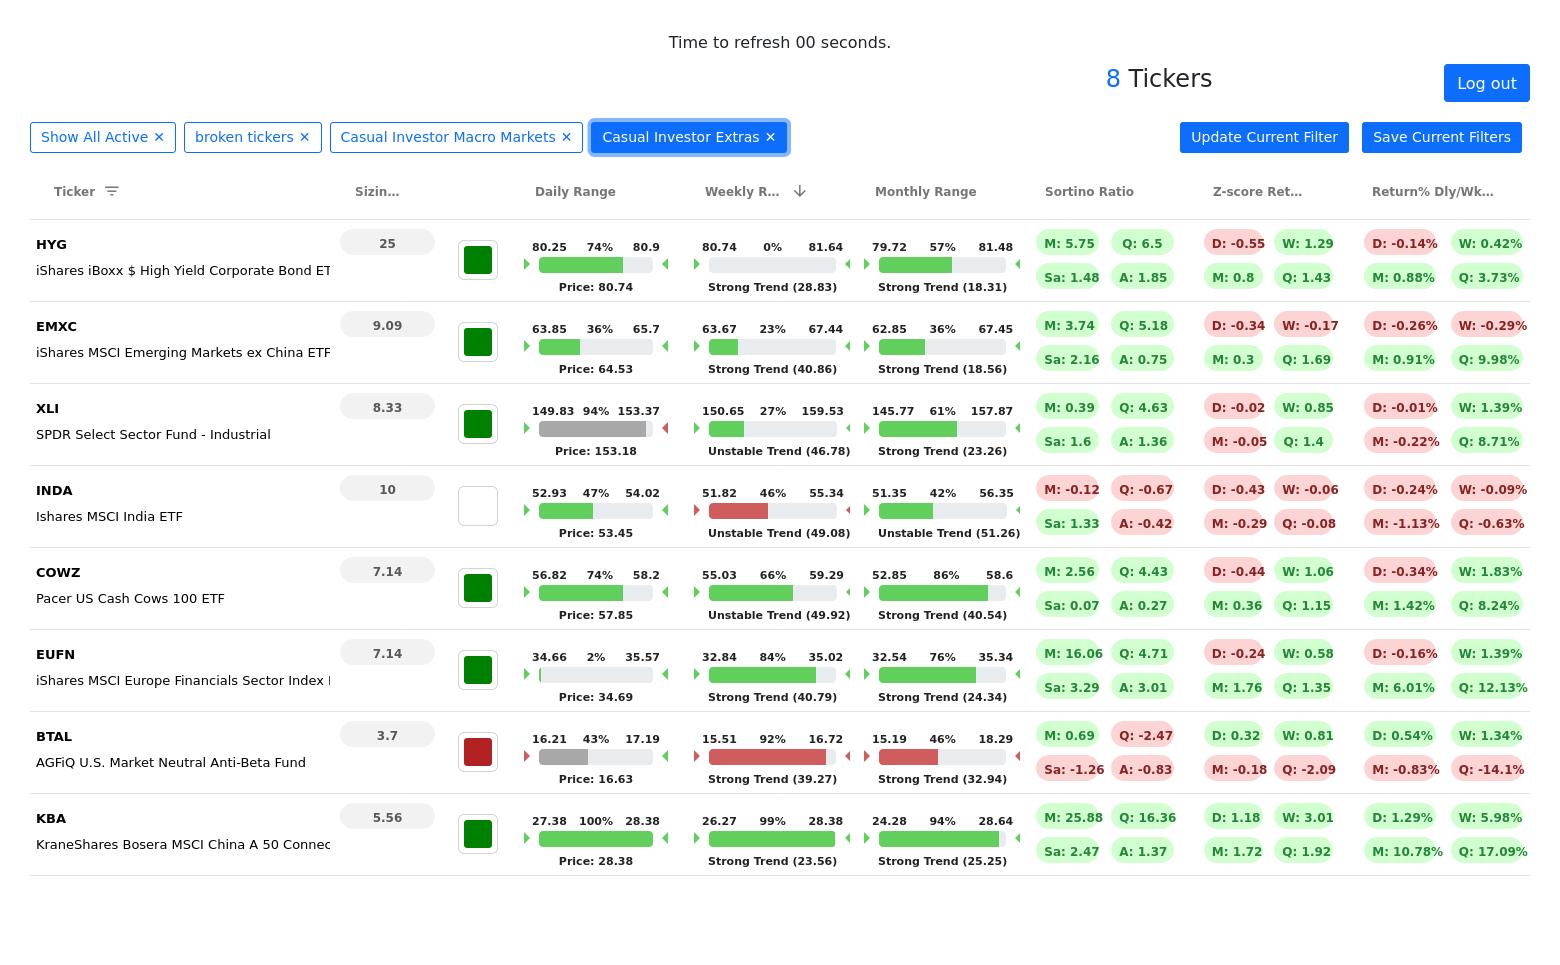 Time to refresh 00 seconds.
8 Tickers
Log out
Show All Active ✕ broken tickers ✕ Casual Investor Macro Markets ✕ Casual Investor Extras ✕ Update Current Filter Save Current Filters
Ticker Sizin… Daily Range Weekly R… Monthly Range Sortino Ratio Z-score Ret… Return% Dly/Wk…
HYG 25 80.25 74% 80.9 80.74 0% 81.64 79.72 57% 81.48 M: 5.75 Q: 6.5 D: -0.55 W: 1.29 D: -0.14% W: 0.42%
iShares iBoxx $ High Yield Corporate Bond ET Price: 80.74 Strong Trend (28.83) Strong Trend (18.31) Sa: 1.48 A: 1.85 M: 0.8 Q: 1.43 M: 0.88% Q: 3.73%
EMXC 9.09 63.85 36% 65.7 63.67 23% 67.44 62.85 36% 67.45 M: 3.74 Q: 5.18 D: -0.34 W: -0.17 D: -0.26% W: -0.29%
iShares MSCI Emerging Markets ex China ETF Price: 64.53 Strong Trend (40.86) Strong Trend (18.56) Sa: 2.16 A: 0.75 M: 0.3 Q: 1.69 M: 0.91% Q: 9.98%
XLI 8.33 149.83 94% 153.37 150.65 27% 159.53 145.77 61% 157.87 M: 0.39 Q: 4.63 D: -0.02 W: 0.85 D: -0.01% W: 1.39%
SPDR Select Sector Fund - Industrial Price: 153.18 Unstable Trend (46.78) Strong Trend (23.26) Sa: 1.6 A: 1.36 M: -0.05 Q: 1.4 M: -0.22% Q: 8.71%
INDA 10 52.93 47% 54.02 51.82 46% 55.34 51.35 42% 56.35 M: -0.12 Q: -0.67 D: -0.43 W: -0.06 D: -0.24% W: -0.09%
Ishares MSCI India ETF Price: 53.45 Unstable Trend (49.08) Unstable Trend (51.26) Sa: 1.33 A: -0.42 M: -0.29 Q: -0.08 M: -1.13% Q: -0.63%
COWZ 7.14 56.82 74% 58.2 55.03 66% 59.29 52.85 86% 58.6 M: 2.56 Q: 4.43 D: -0.44 W: 1.06 D: -0.34% W: 1.83%
Pacer US Cash Cows 100 ETF Price: 57.85 Unstable Trend (49.92) Strong Trend (40.54) Sa: 0.07 A: 0.27 M: 0.36 Q: 1.15 M: 1.42% Q: 8.24%
EUFN 7.14 34.66 2% 35.57 32.84 84% 35.02 32.54 76% 35.34 M: 16.06 Q: 4.71 D: -0.24 W: 0.58 D: -0.16% W: 1.39%
iShares MSCI Europe Financials Sector Index Price: 34.69 Strong Trend (40.79) Strong Trend (24.34) Sa: 3.29 A: 3.01 M: 1.76 Q: 1.35 M: 6.01% Q: 12.13%
BTAL 3.7 16.21 43% 17.19 15.51 92% 16.72 15.19 46% 18.29 M: 0.69 Q: -2.47 D: 0.32 W: 0.81 D: 0.54% W: 1.34%
AGFiQ U.S. Market Neutral Anti-Beta Fund Price: 16.63 Strong Trend (39.27) Strong Trend (32.94) Sa: -1.26 A: -0.83 M: -0.18 Q: -2.09 M: -0.83% Q: -14.1%
KBA 5.56 27.38 100% 28.38 26.27 99% 28.38 24.28 94% 28.64 M: 25.88 Q: 16.36 D: 1.18 W: 3.01 D: 1.29% W: 5.98%
KraneShares Bosera MSCI China A 50 Connec Price: 28.38 Strong Trend (23.56) Strong Trend (25.25) Sa: 2.47 A: 1.37 M: 1.72 Q: 1.92 M: 10.78% Q: 17.09%